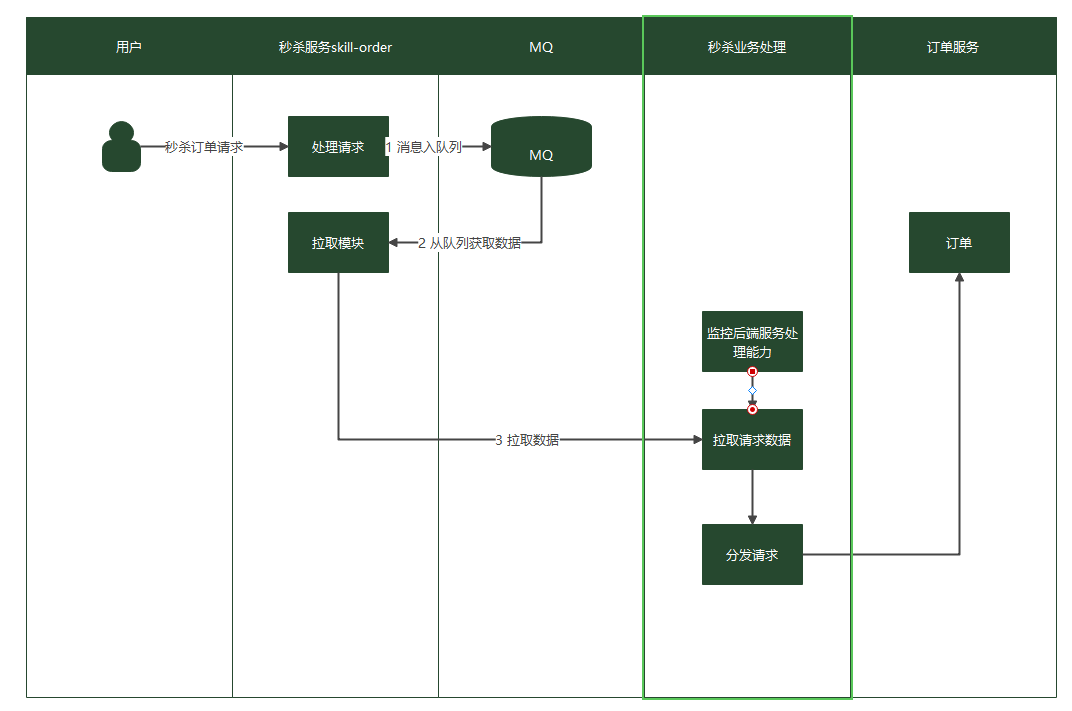 用户
秒杀服务skill-order
MQ
秒杀业务处理
订单服务
秒杀订单请求
处理请求
1 消息入队列
MQ
拉取模块
2 从队列获取数据
订单
监控后端服务处
理能力
3 拉取数据
拉取请求数据
分发请求